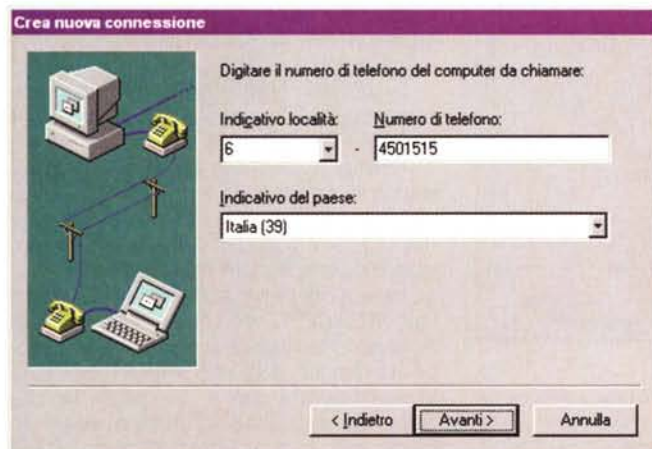 Crea nuova connessione
Digitare il numero di telefono del computer da chiamare:
Indicativo località: Numero di telefono:
6 - 4501515
Indicativo del paese:
Italia (39)
< Indietro Avanti > Annulla